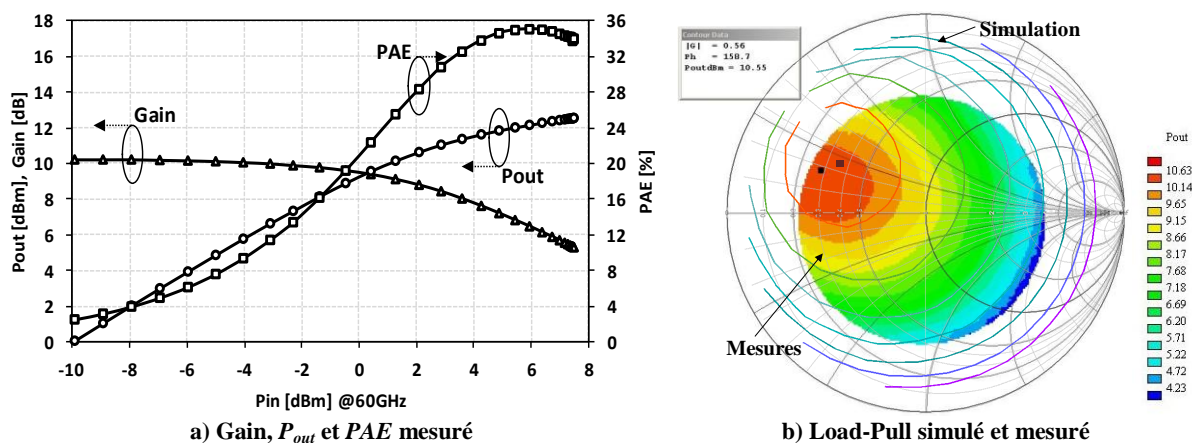 18
16
14
12
10
8
6
4
2
0
Pout [dBm], Gain [dB]
36
32
28
24
20
16
12
8
4
0
PAE [%]
PAE
Gain
Pout
-10 -8 -6 -4 -2 0 2 4 6 8
Pin [dBm] @60GHz
a) Gain, Pout et PAE mesuré
Contour Data
|G| = 0.56
Ph = 158.7
PoutdBm = 10.55
Simulation
Mesures
Pout
10.63
10.14
9.65
9.15
8.66
8.17
7.68
7.18
6.69
6.20
5.71
5.22
4.72
4.23
b) Load-Pull simulé et mesuré